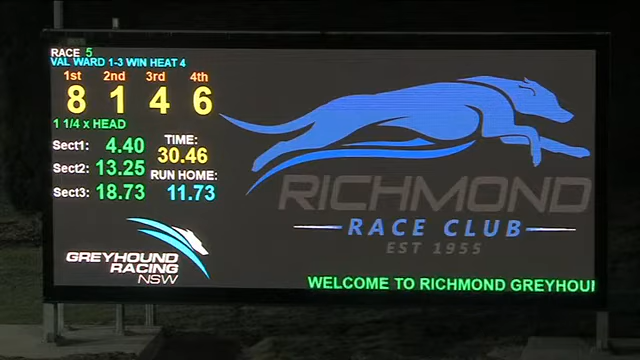 RACE 5
VAL WARD 1-3 WIN HEAT 4
1st 2nd 3rd 4th
8 1 4 6
1 1/4 x HEAD
Sect1: 4.40
Sect2: 13.25
Sect3: 18.73
TIME:
30.46
RUN HOME:
11.73
GREYHOUND
RACING
NSW
RICHMOND
RACE CLUB
EST 1955
WELCOME TO RICHMOND GREYHOU